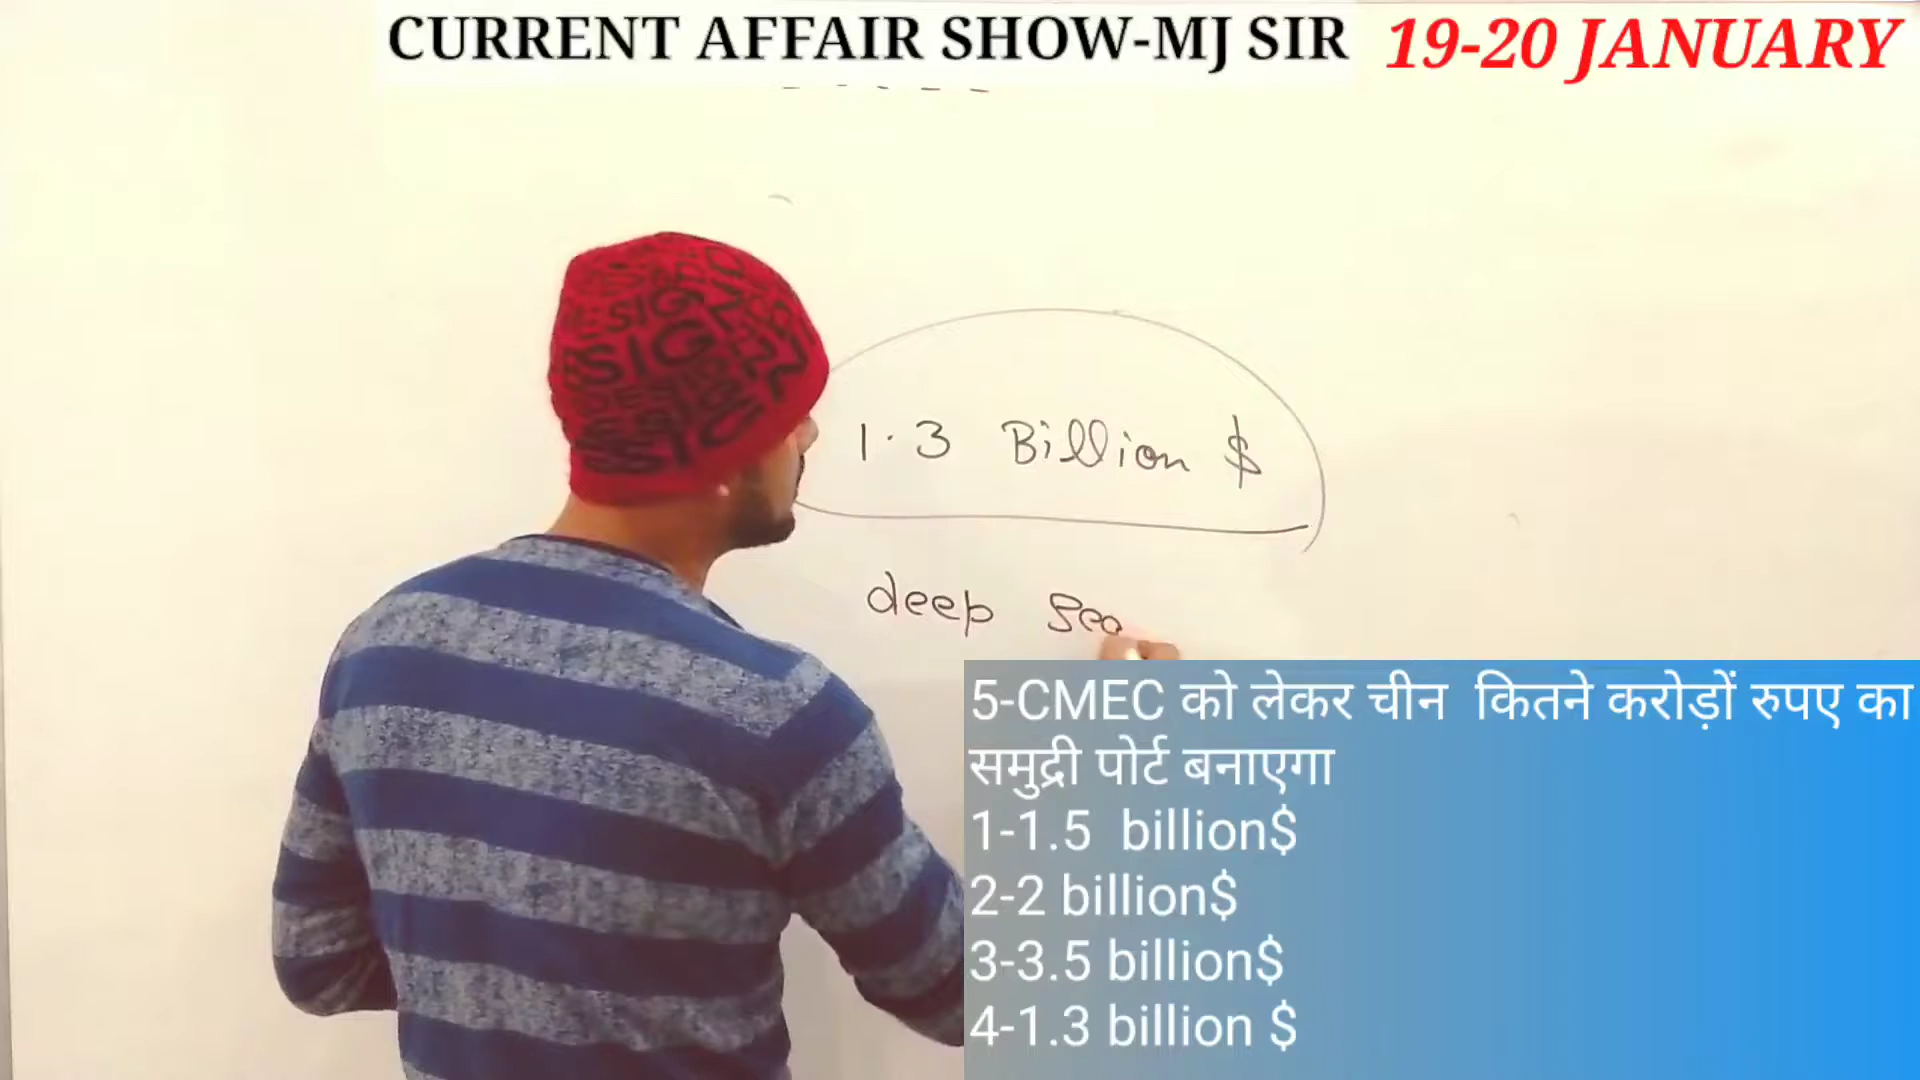 CURRENT AFFAIR SHOW-MJ SIR 19-20 JANUARY
1.3 Billion $
deep sea
5-CMEC को लेकर चीन कितने करोड़ों रुपए का
समुद्री पोर्ट बनाएगा
1-1.5 billion$
2-2 billion$
3-3.5 billion$
4-1.3 billion $